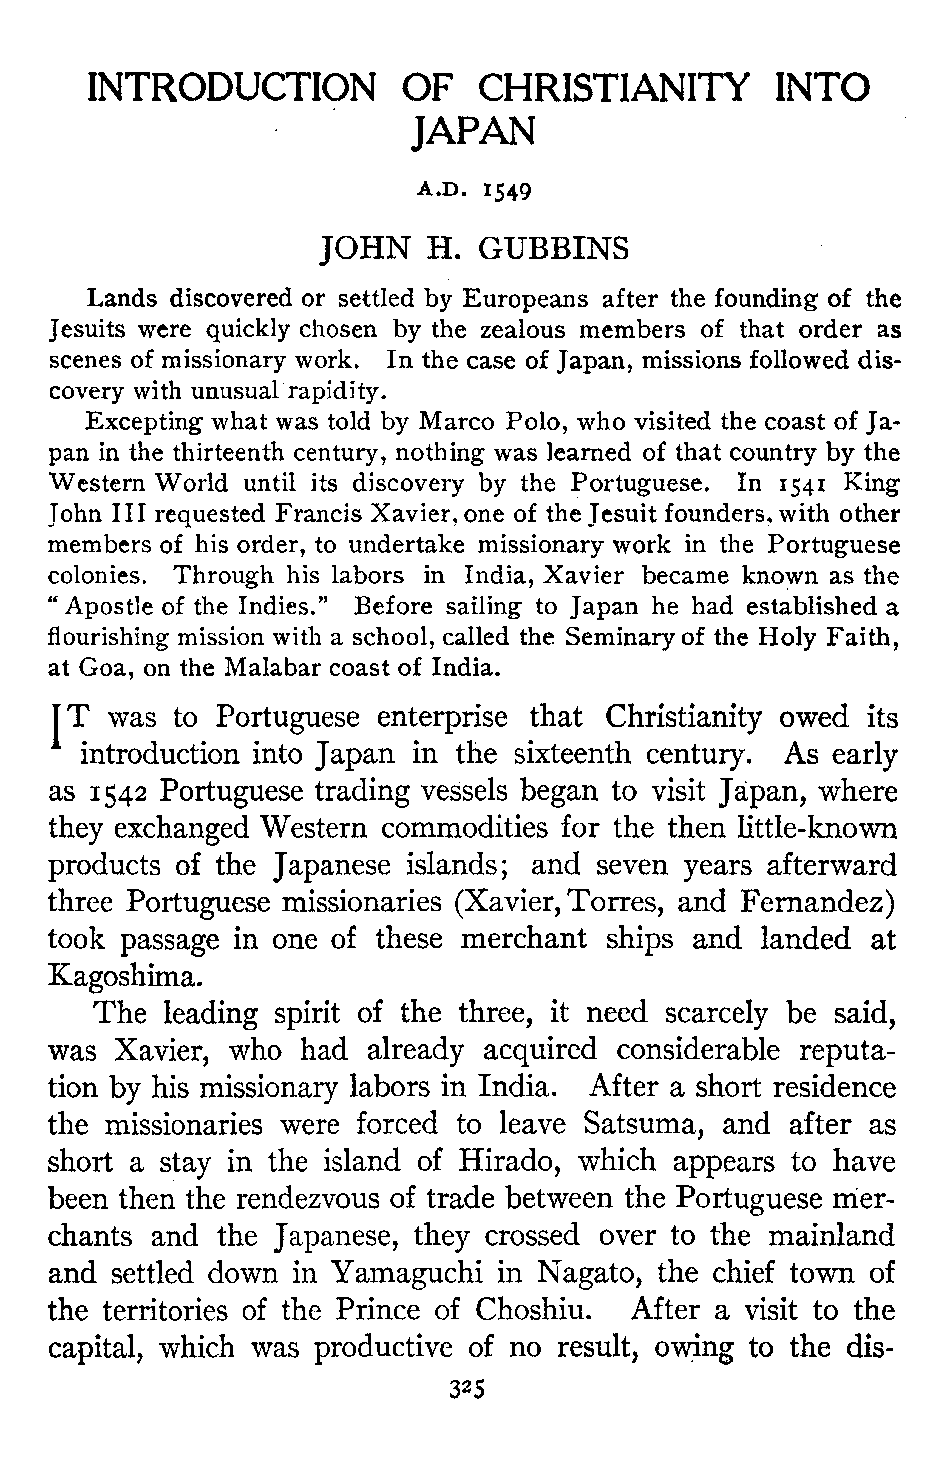 INTRODUCTION OF CHRISTIANITY INTO
JAPAN
A.D. 1549
JOHN H. GUBBINS
Lands discovered or settled by Europeans after the founding of the
Jesuits were quickly chosen by the zealous members of that order as
scenes of missionary work. In the case of Japan, missions followed dis-
covery with unusual rapidity.
Excepting what was told by Marco Polo, who visited the coast of Ja-
pan in the thirteenth century, nothing was learned of that country by the
Western World until its discovery by the Portuguese. In 1541 King
John III requested Francis Xavier, one of the Jesuit founders, with other
members of his order, to undertake missionary work in the Portuguese
colonies. Through his labors in India, Xavier became known as the
"Apostle of the Indies." Before sailing to Japan he had established a
flourishing mission with a school, called the Seminary of the Holy Faith,
at Goa, on the Malabar coast of India.
IT was to Portuguese enterprise that Christianity owed its
introduction into Japan in the sixteenth century. As early
as 1542 Portuguese trading vessels began to visit Japan, where
they exchanged Western commodities for the then little-known
products of the Japanese islands; and seven years afterward
three Portuguese missionaries (Xavier, Torres, and Fernandez)
took passage in one of these merchant ships and landed at
Kagoshima.
The leading spirit of the three, it need scarcely be said,
was Xavier, who had already acquired considerable reputa-
tion by his missionary labors in India. After a short residence
the missionaries were forced to leave Satsuma, and after as
short a stay in the island of Hirado, which appears to have
been then the rendezvous of trade between the Portuguese mer-
chants and the Japanese, they crossed over to the mainland
and settled down in Yamaguchi in Nagato, the chief town of
the territories of the Prince of Choshiu. After a visit to the
capital, which was productive of no result, owing to the dis-
325